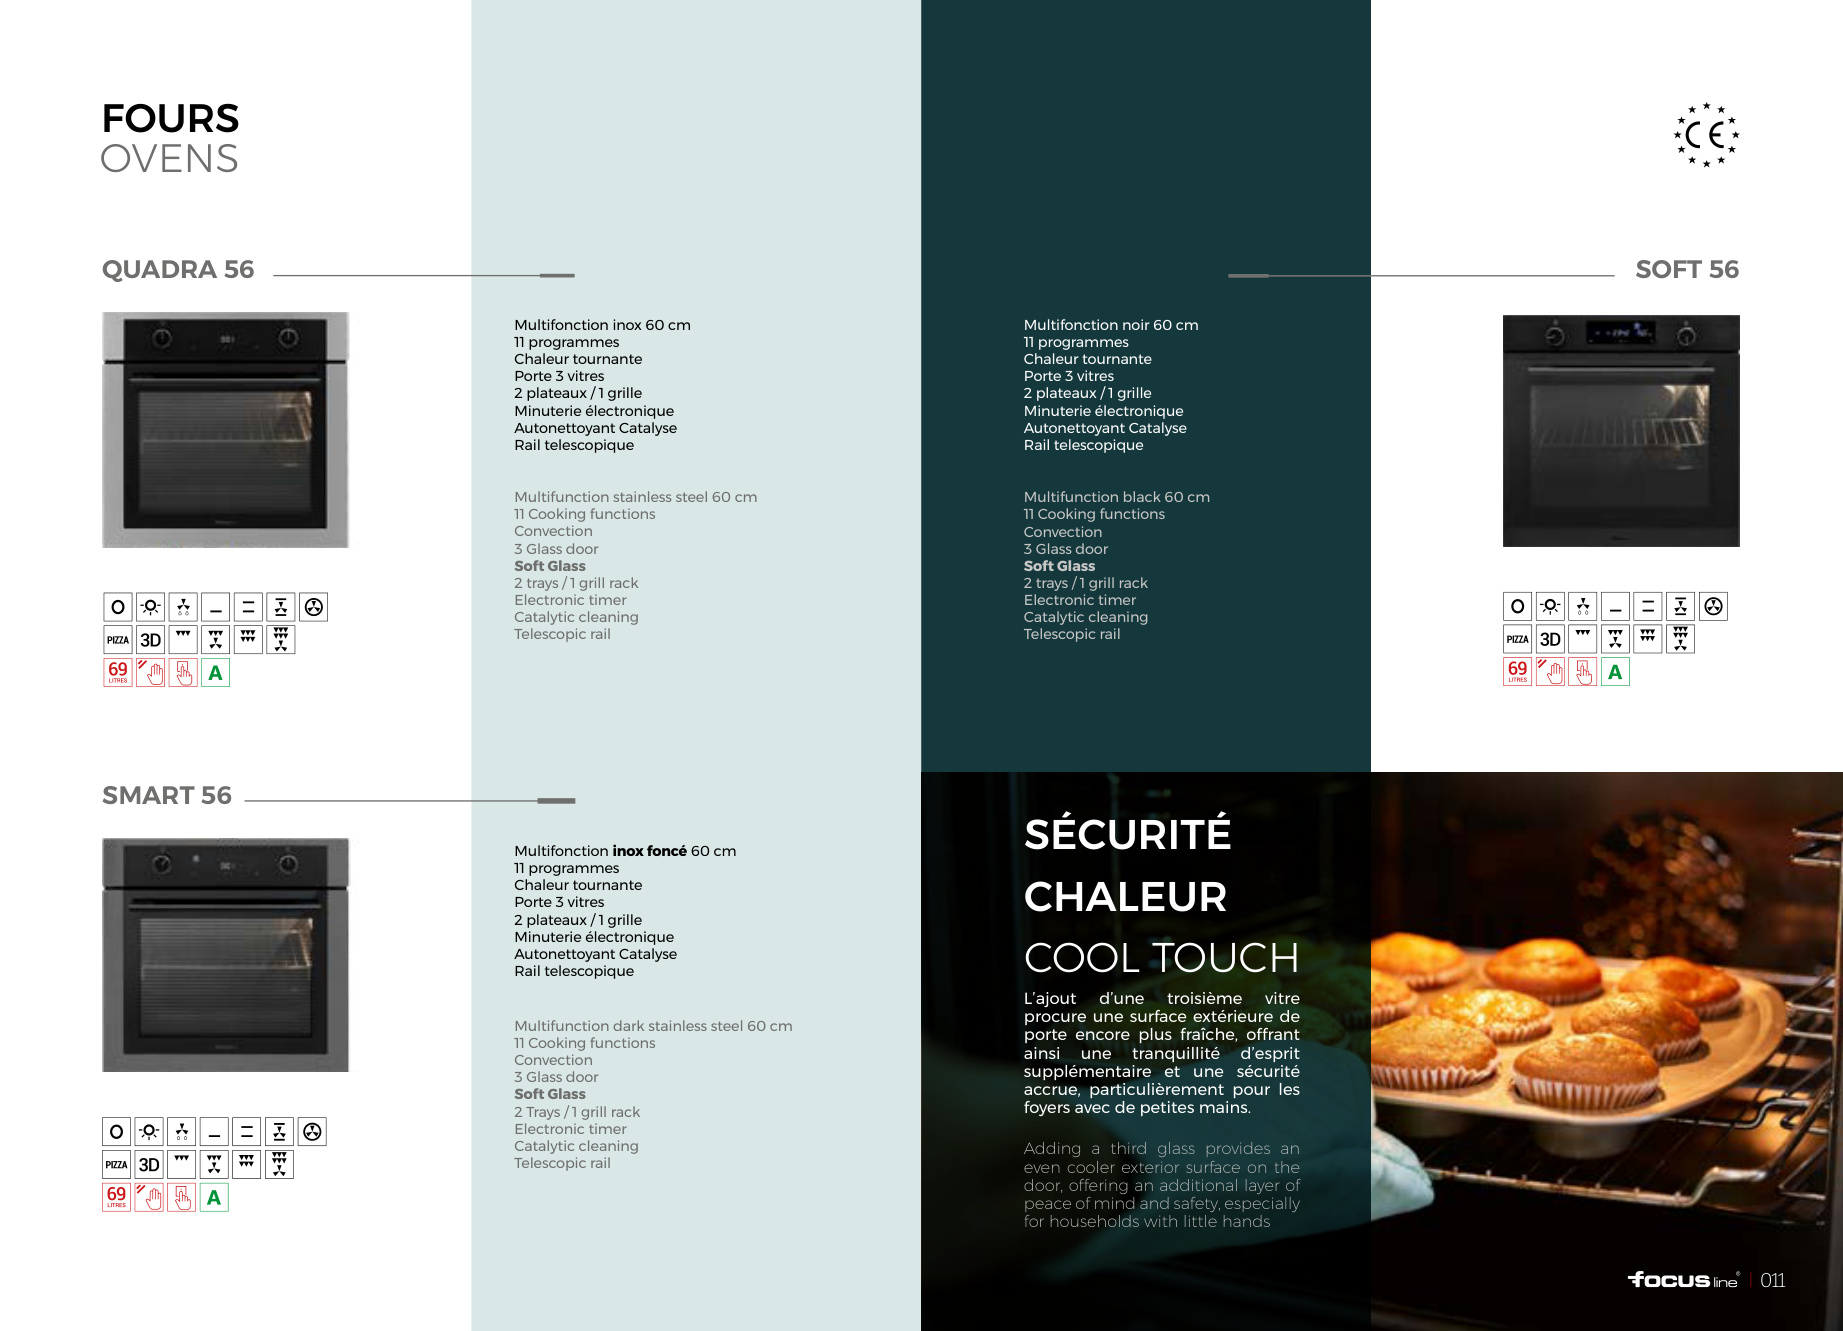 FOURS
OVENS
CE
QUADRA 56
Multifonction inox 60 cm
11 programmes
Chaleur tournante
Porte 3 vitres
2 plateaux / 1 grille
Minuterie électronique
Autonettoyant Catalyse
Rail telescopique
Multifunction stainless steel 60 cm
11 Cooking functions
Convection
3 Glass door
Soft Glass
2 trays / 1 grill rack
Electronic timer
Catalytic cleaning
Telescopic rail
PIZZA 3D
69
LITRES
A
SOFT 56
Multifonction noir 60 cm
11 programmes
Chaleur tournante
Porte 3 vitres
2 plateaux / 1 grille
Minuterie électronique
Autonettoyant Catalyse
Rail telescopique
Multifunction black 60 cm
11 Cooking functions
Convection
3 Glass door
Soft Glass
2 trays / 1 grill rack
Electronic timer
Catalytic cleaning
Telescopic rail
PIZZA 3D
69
LITRES
A
SMART 56
Multifonction inox foncé 60 cm
11 programmes
Chaleur tournante
Porte 3 vitres
2 plateaux / 1 grille
Minuterie électronique
Autonettoyant Catalyse
Rail telescopique
Multifunction dark stainless steel 60 cm
11 Cooking functions
Convection
3 Glass door
Soft Glass
2 Trays / 1 grill rack
Electronic timer
Catalytic cleaning
Telescopic rail
PIZZA 3D
69
LITRES
A
SÉCURITÉ
CHALEUR
COOL TOUCH
L'ajout d'une troisième vitre
procure une surface extérieure de
porte encore plus fraîche, offrant
ainsi une tranquillité d'esprit
supplémentaire et une sécurité
accrue, particulièrement pour les
foyers avec de petites mains.
Adding a third glass provides an
even cooler exterior surface on the
door, offering an additional layer of
peace of mind and safety, especially
for households with little hands
focus line® | 011